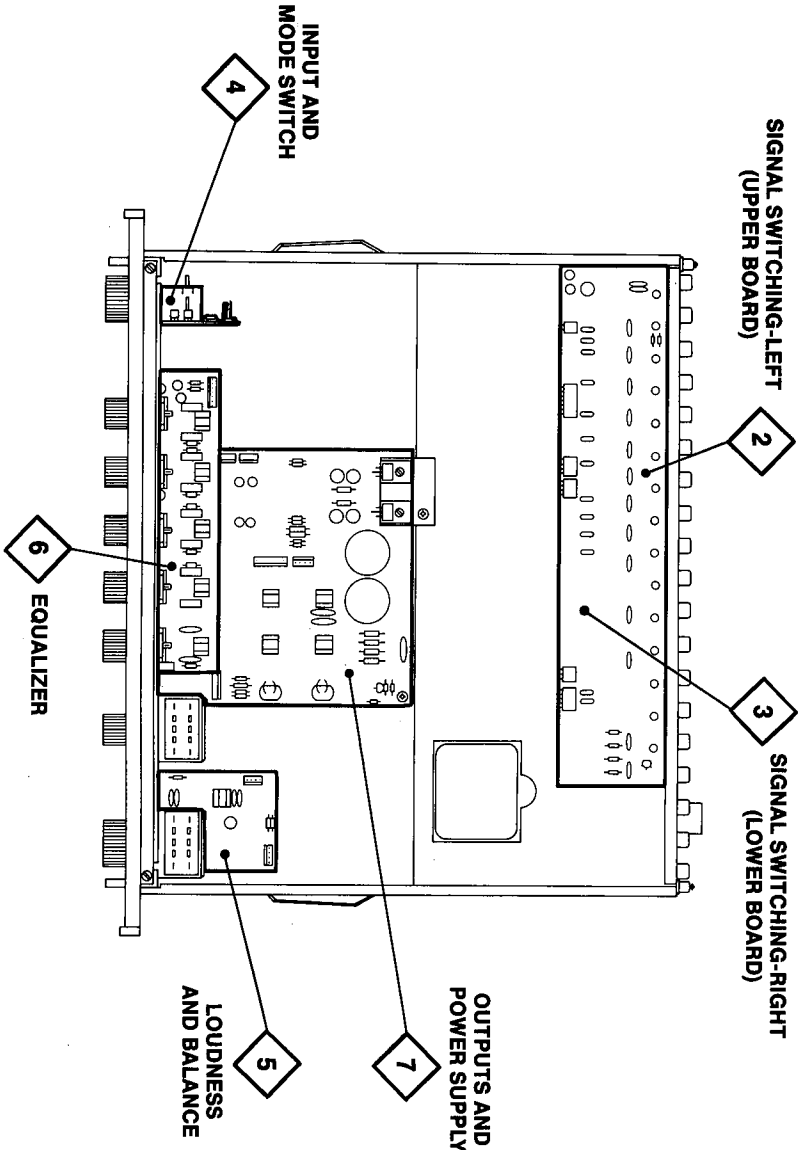 SIGNAL SWITCHING-LEFT
(UPPER BOARD)
2
3
SIGNAL SWITCHING-RIGHT
(LOWER BOARD)
INPUT AND
MODE SWITCH
4
6
EQUALIZER
OUTPUTS AND
POWER SUPPLY
7
LOUDNESS
AND BALANCE
5